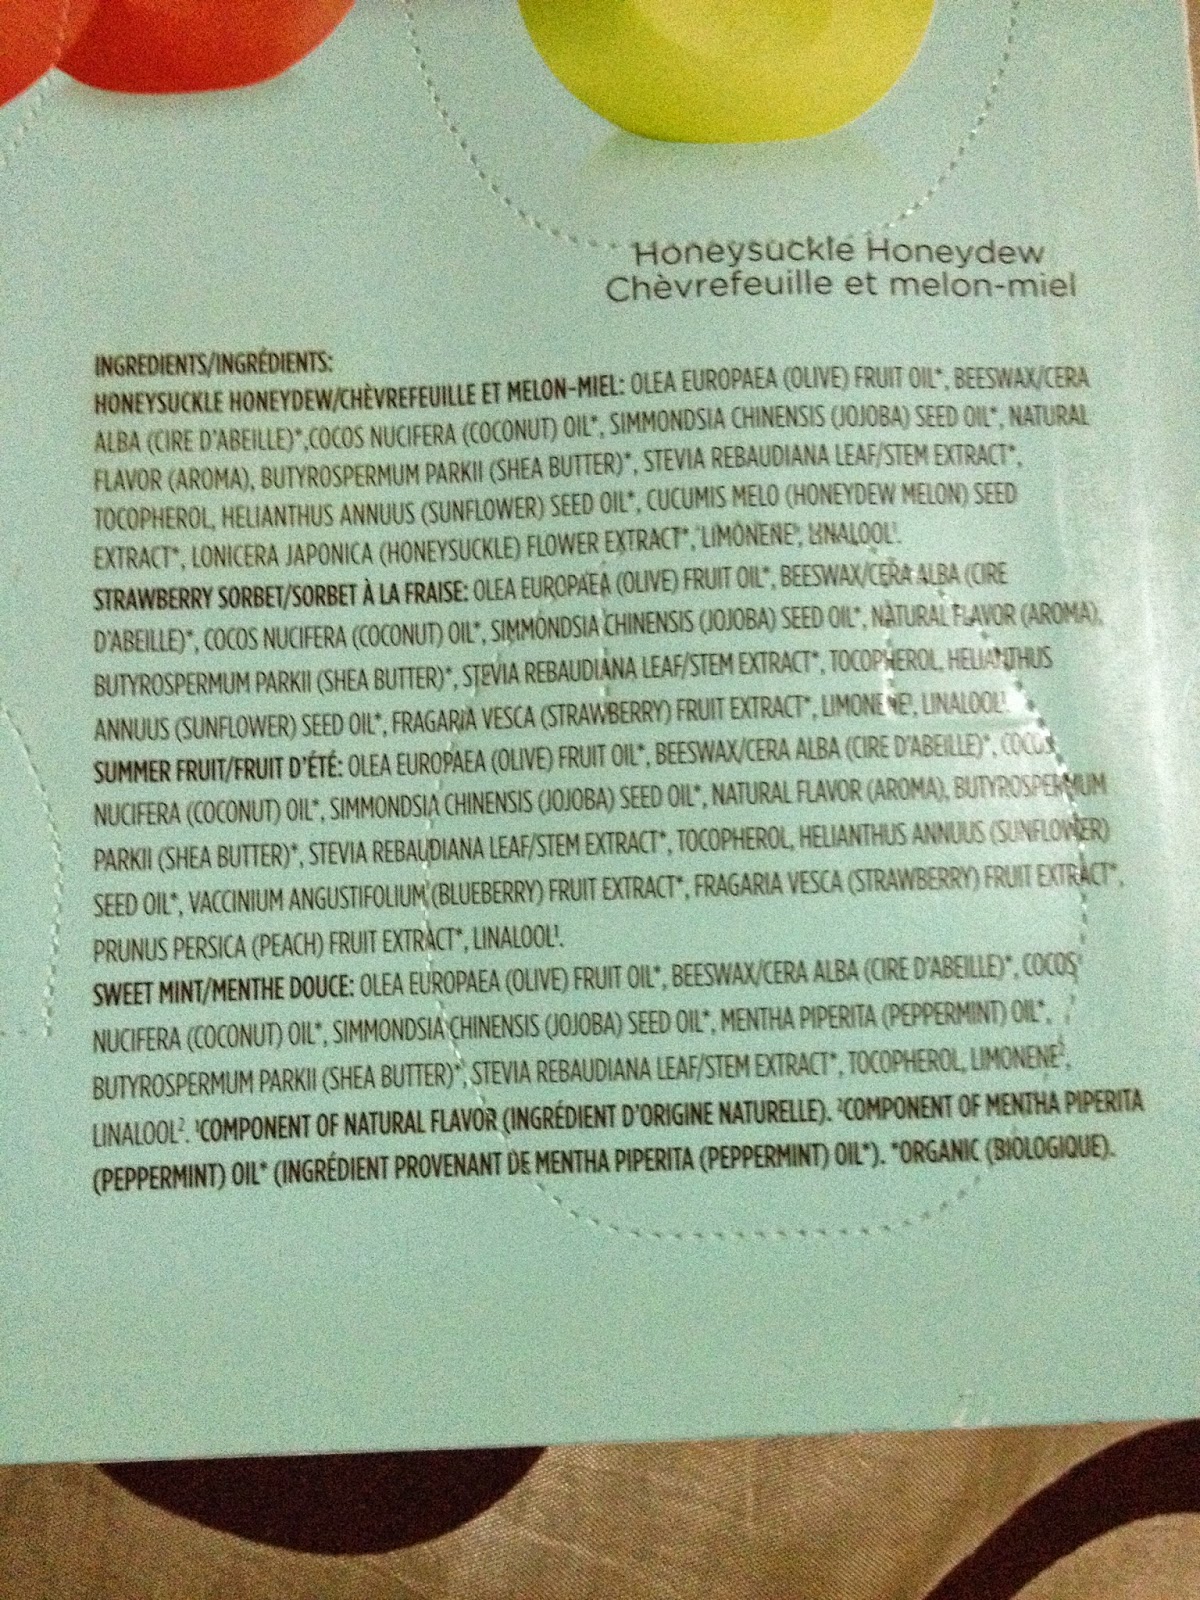 Honeysuckle Honeydew
Chèvrefeuille et melon-miel
INGREDIENTS/INGRÉDIENTS:
HONEYSUCKLE HONEYDEW/CHÈVREFEUILLE ET MELON-MIEL: OLEA EUROPAEA (OLIVE) FRUIT OIL*, BEESWAX/CERA
ALBA (CIRE D'ABEILLE)*,COCOS NUCIFERA (COCONUT) OIL*, SIMMONDSIA CHINENSIS (JOJOBA) SEED OIL*, NATURAL
FLAVOR (AROMA), BUTYROSPERMUM PARKII (SHEA BUTTER)*, STEVIA REBAUDIANA LEAF/STEM EXTRACT*,
TOCOPHEROL, HELIANTHUS ANNUUS (SUNFLOWER) SEED OIL*, CUCUMIS MELO (HONEYDEW MELON) SEED
EXTRACT*, LONICERA JAPONICA (HONEYSUCKLE) FLOWER EXTRACT*, LIMONENE¹, LINALOOL¹.
STRAWBERRY SORBET/SORBET À LA FRAISE: OLEA EUROPAEA (OLIVE) FRUIT OIL*, BEESWAX/CERA ALBA (CIRE
D'ABEILLE)*, COCOS NUCIFERA (COCONUT) OIL*, SIMMONDSIA CHINENSIS (JOJOBA) SEED OIL*, NATURAL FLAVOR (AROMA),
BUTYROSPERMUM PARKII (SHEA BUTTER)*, STEVIA REBAUDIANA LEAF/STEM EXTRACT*, TOCOPHEROL, HELIANTHUS
ANNUUS (SUNFLOWER) SEED OIL*, FRAGARIA VESCA (STRAWBERRY) FRUIT EXTRACT*, LIMONENE¹, LINALOOL¹.
SUMMER FRUIT/FRUIT D'ÉTÉ: OLEA EUROPAEA (OLIVE) FRUIT OIL*, BEESWAX/CERA ALBA (CIRE D'ABEILLE)*, COCOS
NUCIFERA (COCONUT) OIL*, SIMMONDSIA CHINENSIS (JOJOBA) SEED OIL*, NATURAL FLAVOR (AROMA), BUTYROSPERMUM
PARKII (SHEA BUTTER)*, STEVIA REBAUDIANA LEAF/STEM EXTRACT*, TOCOPHEROL, HELIANTHUS ANNUUS (SUNFLOWER)
SEED OIL*, VACCINIUM ANGUSTIFOLIUM (BLUEBERRY) FRUIT EXTRACT*, FRAGARIA VESCA (STRAWBERRY) FRUIT EXTRACT*,
PRUNUS PERSICA (PEACH) FRUIT EXTRACT*, LINALOOL¹.
SWEET MINT/MENTHE DOUCE: OLEA EUROPAEA (OLIVE) FRUIT OIL*, BEESWAX/CERA ALBA (CIRE D'ABEILLE)*, COCOS
NUCIFERA (COCONUT) OIL*, SIMMONDSIA CHINENSIS (JOJOBA) SEED OIL*, MENTHA PIPERITA (PEPPERMINT) OIL*,
BUTYROSPERMUM PARKII (SHEA BUTTER)*, STEVIA REBAUDIANA LEAF/STEM EXTRACT*, TOCOPHEROL, LIMONENE²,
LINALOOL². ¹COMPONENT OF NATURAL FLAVOR (INGRÉDIENT D'ORIGINE NATURELLE). ²COMPONENT OF MENTHA PIPERITA
(PEPPERMINT) OIL* (INGRÉDIENT PROVENANT DE MENTHA PIPERITA (PEPPERMINT) OIL*). *ORGANIC (BIOLOGIQUE).